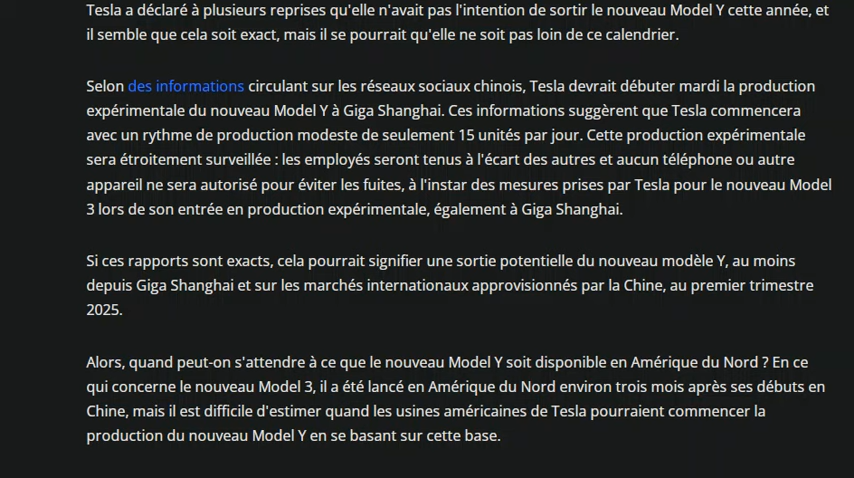 Tesla a déclaré à plusieurs reprises qu'elle n'avait pas l'intention de sortir le nouveau Model Y cette année, et
il semble que cela soit exact, mais il se pourrait qu'elle ne soit pas loin de ce calendrier.
Selon des informations circulant sur les réseaux sociaux chinois, Tesla devrait débuter mardi la production
expérimentale du nouveau Model Y à Giga Shanghai. Ces informations suggèrent que Tesla commencera
avec un rythme de production modeste de seulement 15 unités par jour. Cette production expérimentale
sera étroitement surveillée : les employés seront tenus à l'écart des autres et aucun téléphone ou autre
appareil ne sera autorisé pour éviter les fuites, à l'instar des mesures prises par Tesla pour le nouveau Model
3 lors de son entrée en production expérimentale, également à Giga Shanghai.
Si ces rapports sont exacts, cela pourrait signifier une sortie potentielle du nouveau modèle Y, au moins
depuis Giga Shanghai et sur les marchés internationaux approvisionnés par la Chine, au premier trimestre
2025.
Alors, quand peut-on s'attendre à ce que le nouveau Model Y soit disponible en Amérique du Nord ? En ce
qui concerne le nouveau Model 3, il a été lancé en Amérique du Nord environ trois mois après ses débuts en
Chine, mais il est difficile d'estimer quand les usines américaines de Tesla pourraient commencer la
production du nouveau Model Y en se basant sur cette base.